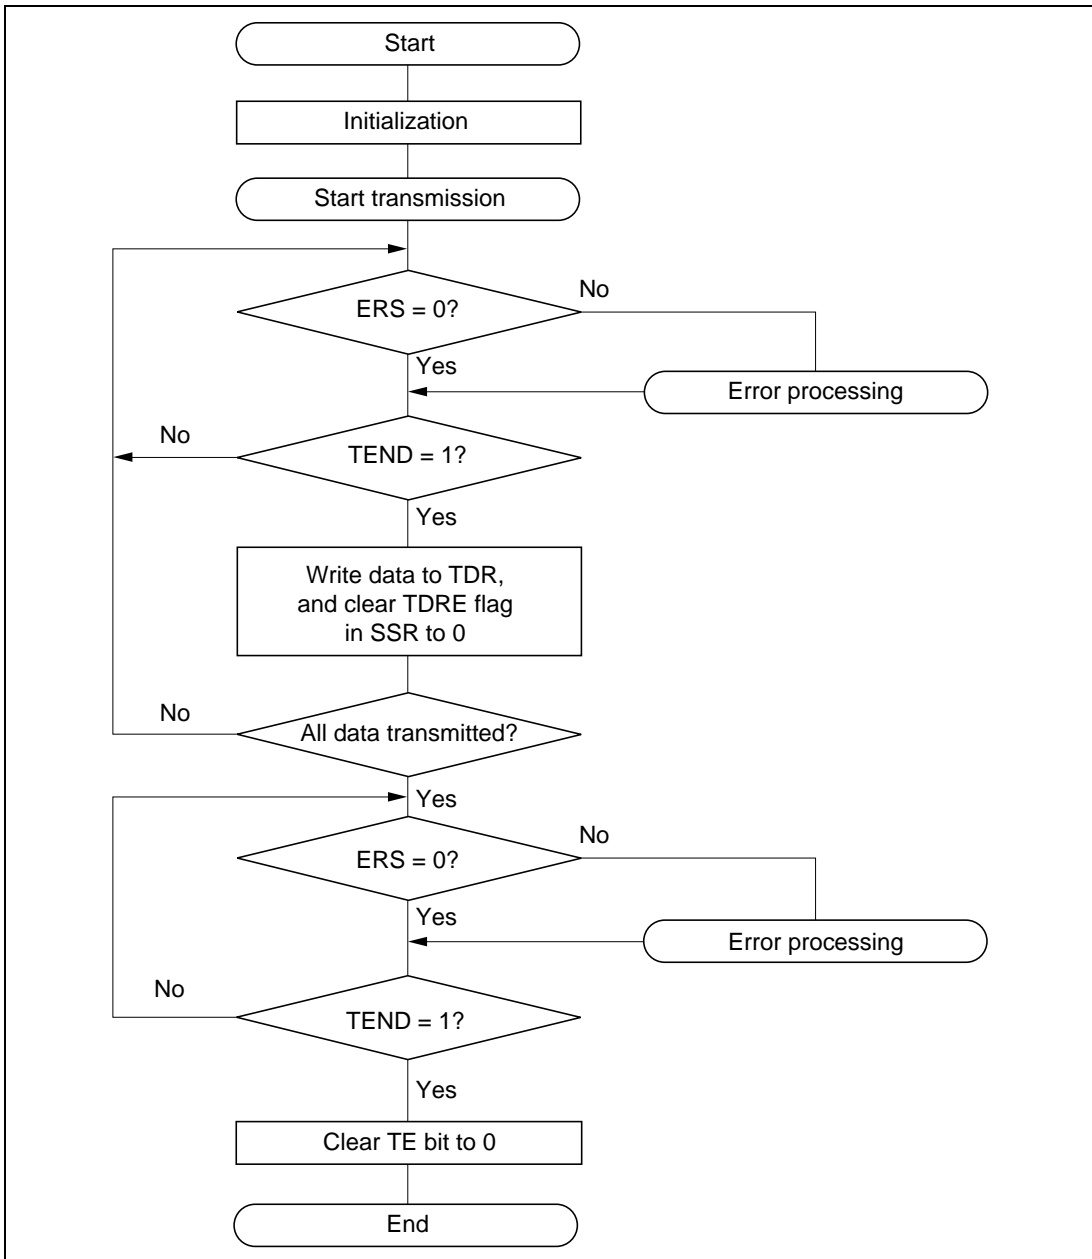 Start
Initialization
Start transmission
ERS = 0?
No
Yes
Error processing
No
TEND = 1?
Yes
Write data to TDR,
and clear TDRE flag
in SSR to 0
No
All data transmitted?
Yes
ERS = 0?
No
Yes
Error processing
No
TEND = 1?
Yes
Clear TE bit to 0
End